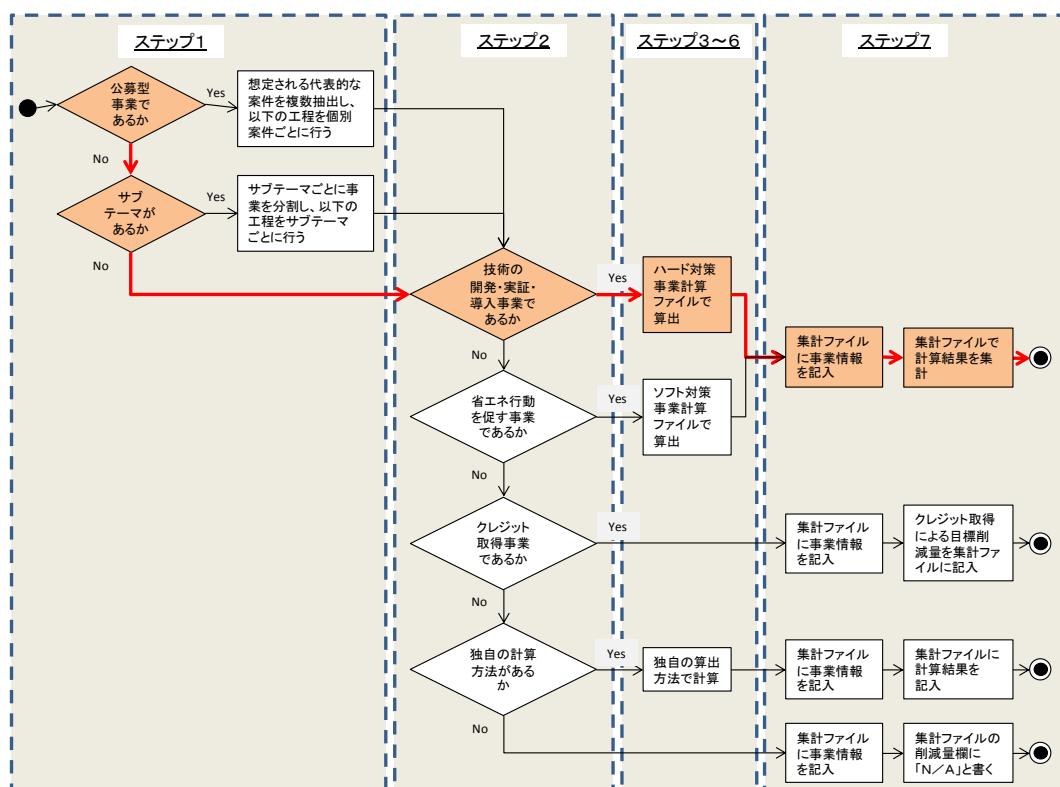 ステップ1
ステップ2
ステップ3～6
ステップ7
公募型
事業で
あるか
Yes
想定される代表的な
案件を複数抽出し、
以下の工程を個別
案件ごとに行う
No
サブ
テーマが
あるか
Yes
サブテーマごとに事
業を分割し、以下の
工程をサブテーマ
ごとに行う
No
技術の
開発・実証・
導入事業で
あるか
Yes
ハード対策
事業計算
ファイルで
算出
集計ファイル
に事業情報
を記入
集計ファイルで
計算結果を集
計
No
省エネ行動
を促す事業
であるか
Yes
ソフト対策
事業計算
ファイルで
算出
No
クレジット
取得事業
であるか
Yes
集計ファイル
に事業情報
を記入
クレジット取得
による目標削
減量を集計ファ
イルに記入
No
独自の計算
方法がある
か
Yes
独自の算出
方法で計算
集計ファイル
に事業情報
を記入
集計ファイルに
計算結果を
記入
No
集計ファイル
に事業情報
を記入
集計ファイルの
削減量欄に
「N／A」と書く